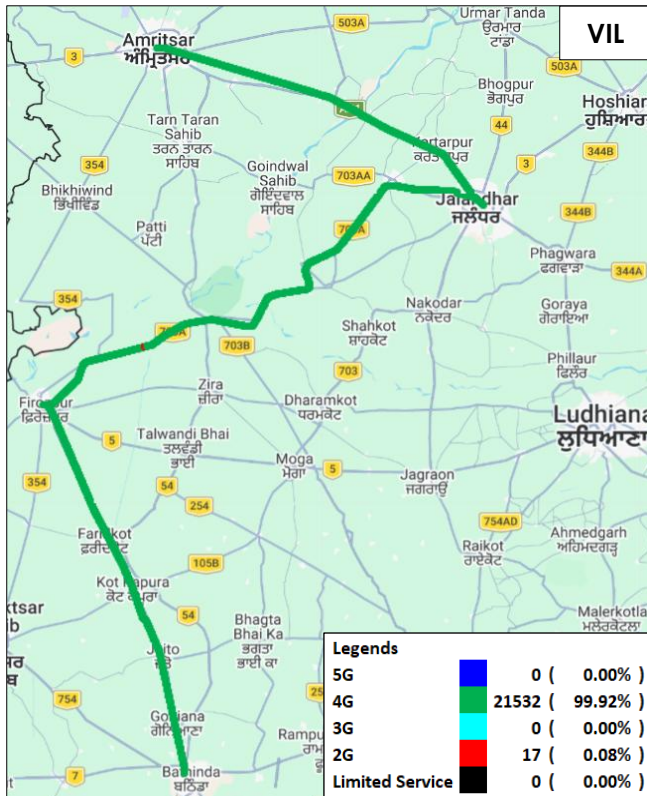 VIL
503A
Urmar Tanda
ਉਰਮਾਰ
ਟਾਂਡਾ
Amritsar
ਅੰਮ੍ਰਿਤਸਰ
3
503A
Bhogpur
ਭੋਗਪੁਰ
Tarn Taran
Sahib
ਤਰਨ ਤਾਰਨ
ਸਾਹਿਬ
44
354
Goindwal
Sahib
ਗੋਇੰਦਵਾਲ
ਸਾਹਿਬ
703AA
3
344B
Bhikhiwind
ਭਿੱਖੀਵਿੰਡ
Patti
ਪੱਟੀ
Jalandhar
ਜਲੰਧਰ
344B
Phagwara
ਫਗਵਾੜਾ
344A
354
Nakodar
ਨਕੋਦਰ
Goraya
ਗੋਰਾਇਆ
Shahkot
ਸ਼ਾਹਕੋਟ
703B
703
Phillaur
ਫਿਲੌਰ
Zira
ਜ਼ੀਰਾ
Dharamkot
ਧਰਮਕੋਟ
Ludhiana
ਲੁਧਿਆਣਾ
5
Talwandi Bhai
ਤਲਵੰਡੀ
ਭਾਈ
Moga
ਮੋਗਾ
5
Jagraon
ਜਗਰਾਉਂ
354
54
254
754AD
Raikot
ਰਾਏਕੋਟ
Ahmedgarh
ਅਹਿਮਦਗੜ੍ਹ
105B
Kot Kapura
54
Bhagta
Bhai Ka
ਭਗਤਾ
ਭਾਈ ਕਾ
Malerkotla
ਮਲੇਰਕੋਟਲਾ
754
7
Bathinda
ਬਠਿੰਡਾ
Legends
5G 0 ( 0.00% )
4G 21532 ( 99.92% )
3G 0 ( 0.00% )
2G 17 ( 0.08% )
Limited Service 0 ( 0.00% )